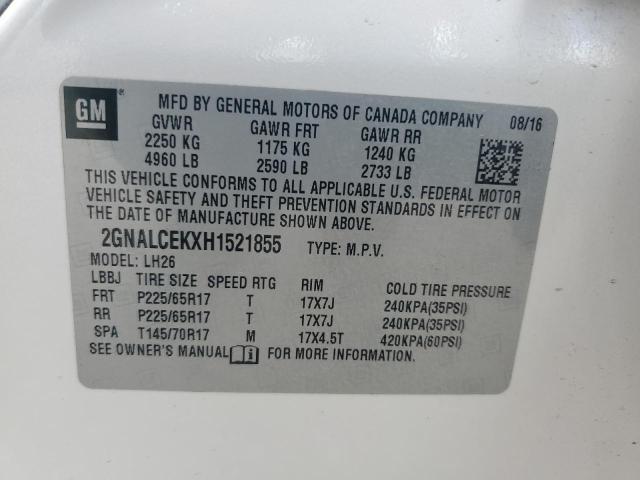 GM MFD BY GENERAL MOTORS OF CANADA COMPANY 08/16
GVWR GAWR FRT GAWR RR
2250 KG 1175 KG 1240 KG
4960 LB 2590 LB 2733 LB
THIS VEHICLE CONFORMS TO ALL APPLICABLE U.S. FEDERAL MOTOR
VEHICLE SAFETY AND THEFT PREVENTION STANDARDS IN EFFECT ON
THE DATE OF MANUFACTURE SHOWN ABOVE.
2GNALCEKXH1521855 TYPE: M.P.V.
MODEL: LH26
LBBJ TIRE SIZE SPEED RTG RIM COLD TIRE PRESSURE
FRT P225/65R17 T 17X7J 240KPA(35PSI)
RR P225/65R17 T 17X7J 240KPA(35PSI)
SPA T145/70R17 M 17X4.5T 420KPA(60PSI)
SEE OWNER'S MANUAL FOR MORE INFORMATION.